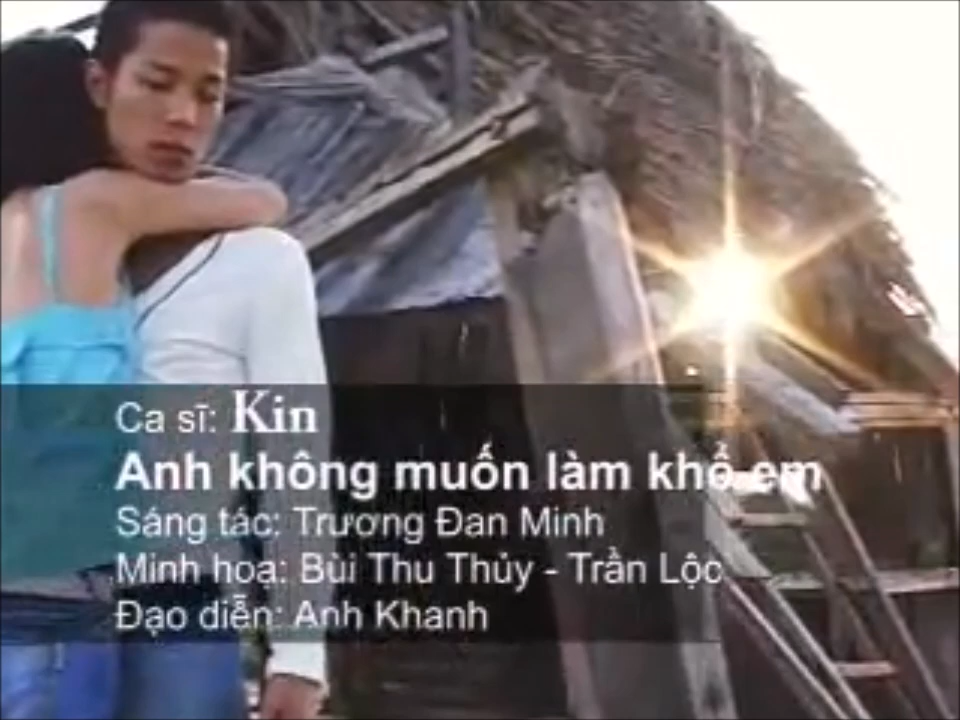 Ca sĩ: Kin
Anh không muốn làm khổ em
Sáng tác: Trương Đan Minh
Minh hoạ: Bùi Thu Thủy - Trần Lộc
Đạo diễn: Anh Khanh